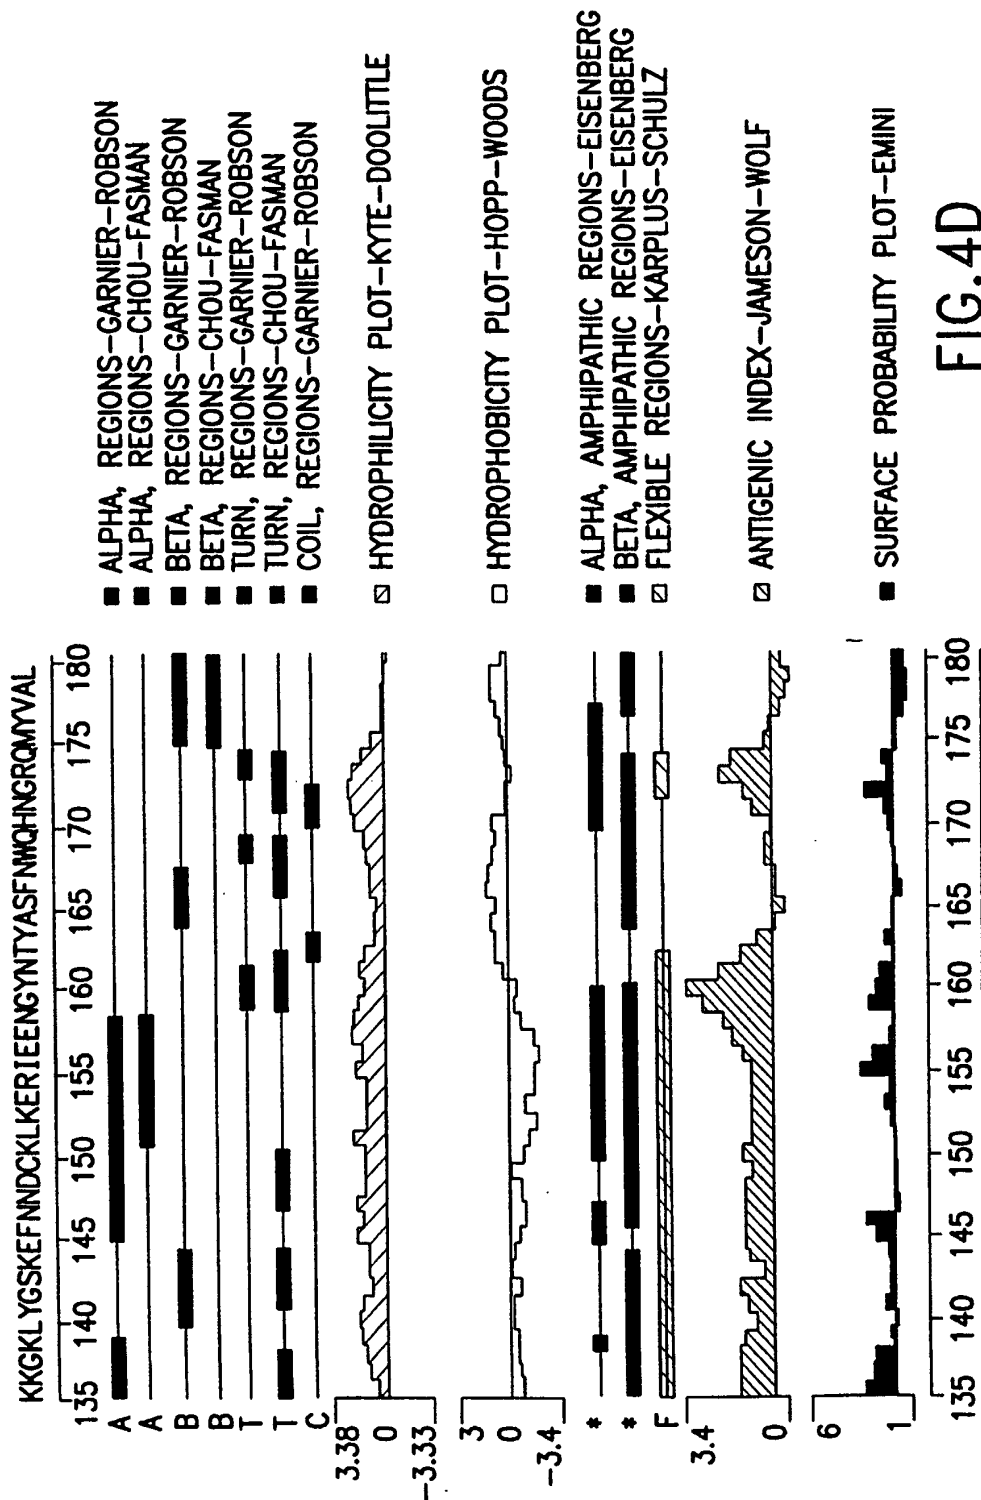 KKGKLYGSKEFNNDCKLKERIEENGYNTYASFNWQHNGRQMYVAL
135 140 145 150 155 160 165 170 175 180
A ■ ALPHA, REGIONS-GARNIER-ROBSON
A ■ ALPHA, REGIONS-CHOU-FASMAN
B ■ BETA, REGIONS-GARNIER-ROBSON
B ■ BETA, REGIONS-CHOU-FASMAN
T ■ TURN, REGIONS-GARNIER-ROBSON
T ■ TURN, REGIONS-CHOU-FASMAN
C ■ COIL, REGIONS-GARNIER-ROBSON
3.38
0
-3.33
HYDROPHILICITY PLOT-KYTE-DOOLITTLE
3
0
-3.4
HYDROPHOBICITY PLOT-HOPP-WOODS
* ■ ALPHA, AMPHIPATHIC REGIONS-EISENBERG
* ■ BETA, AMPHIPATHIC REGIONS-EISENBERG
F FLEXIBLE REGIONS-KARPLUS-SCHULZ
3.4
0
ANTIGENIC INDEX-JAMESON-WOLF
6
1
■ SURFACE PROBABILITY PLOT-EMINI
135 140 145 150 155 160 165 170 175 180
FIG.4D